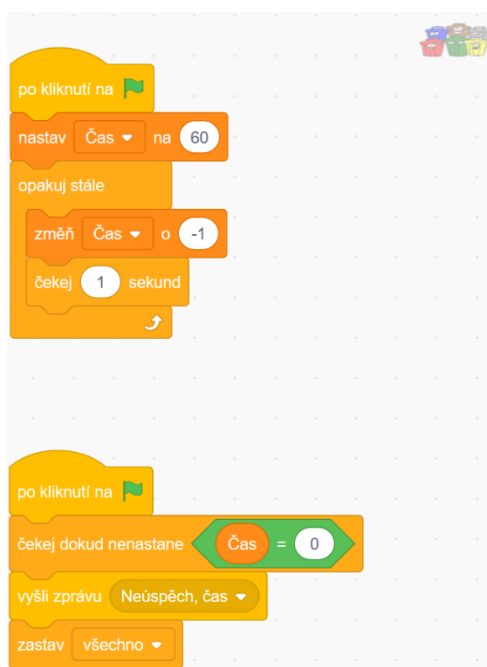 po kliknutí na
nastav Čas na 60
opakuj stále
změň Čas o -1
čekej 1 sekund
po kliknutí na
čekej dokud nenastane Čas = 0
vyšli zprávu Neúspěch, čas
zastav všechno